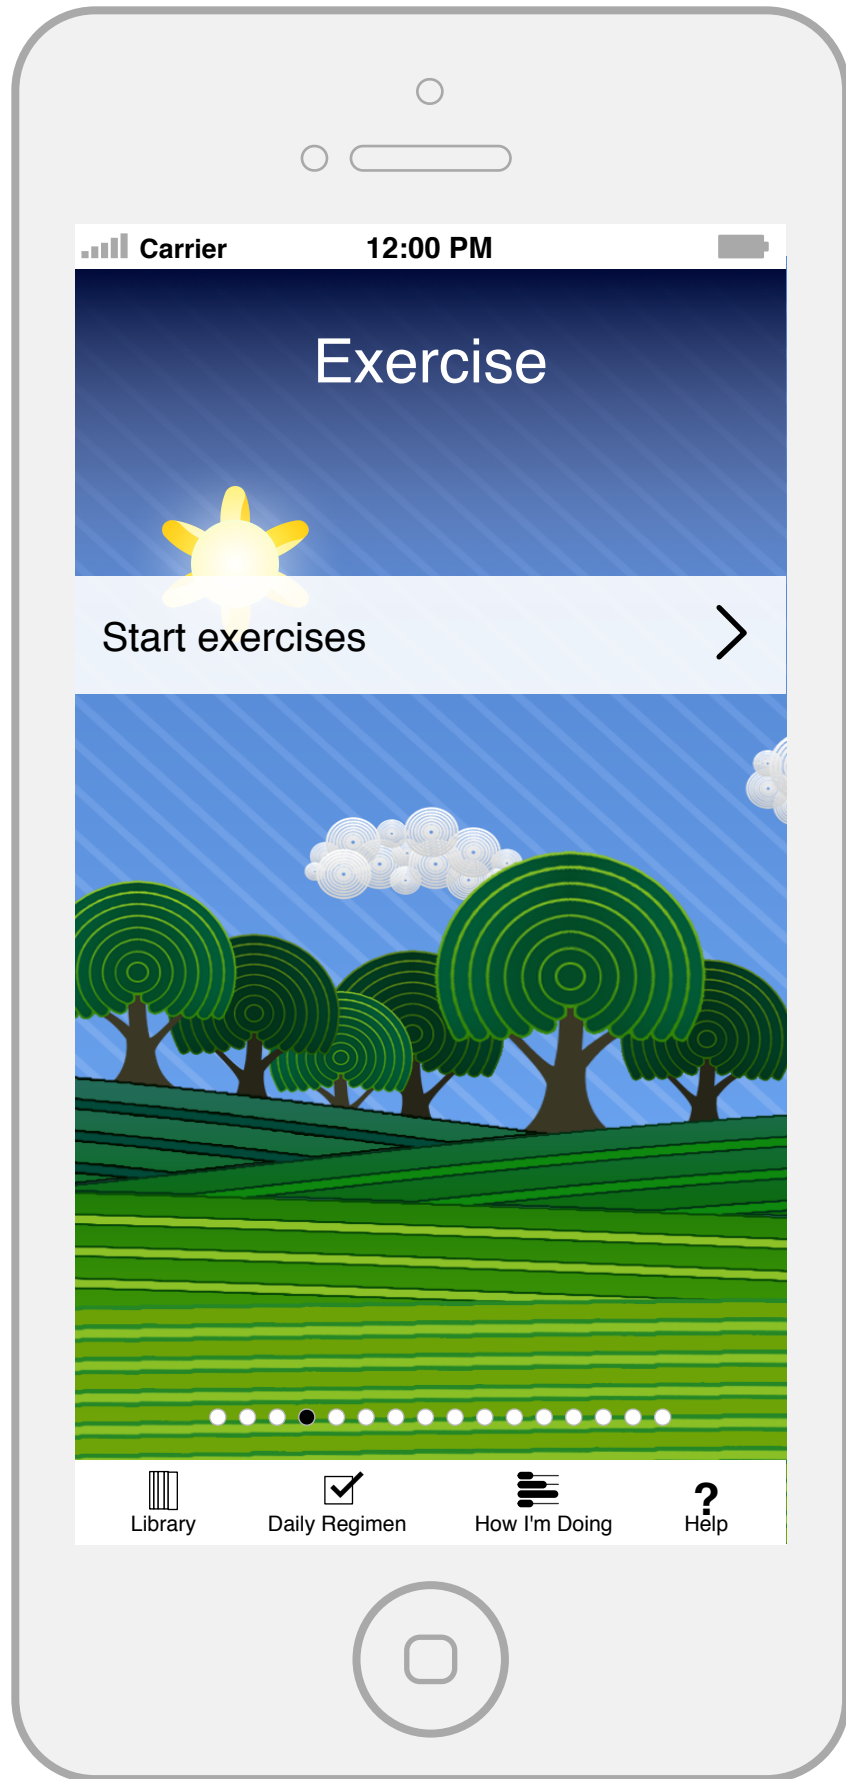 Carrier 12:00 PM
Exercise
Start exercises
Library Daily Regimen How I'm Doing ? Help